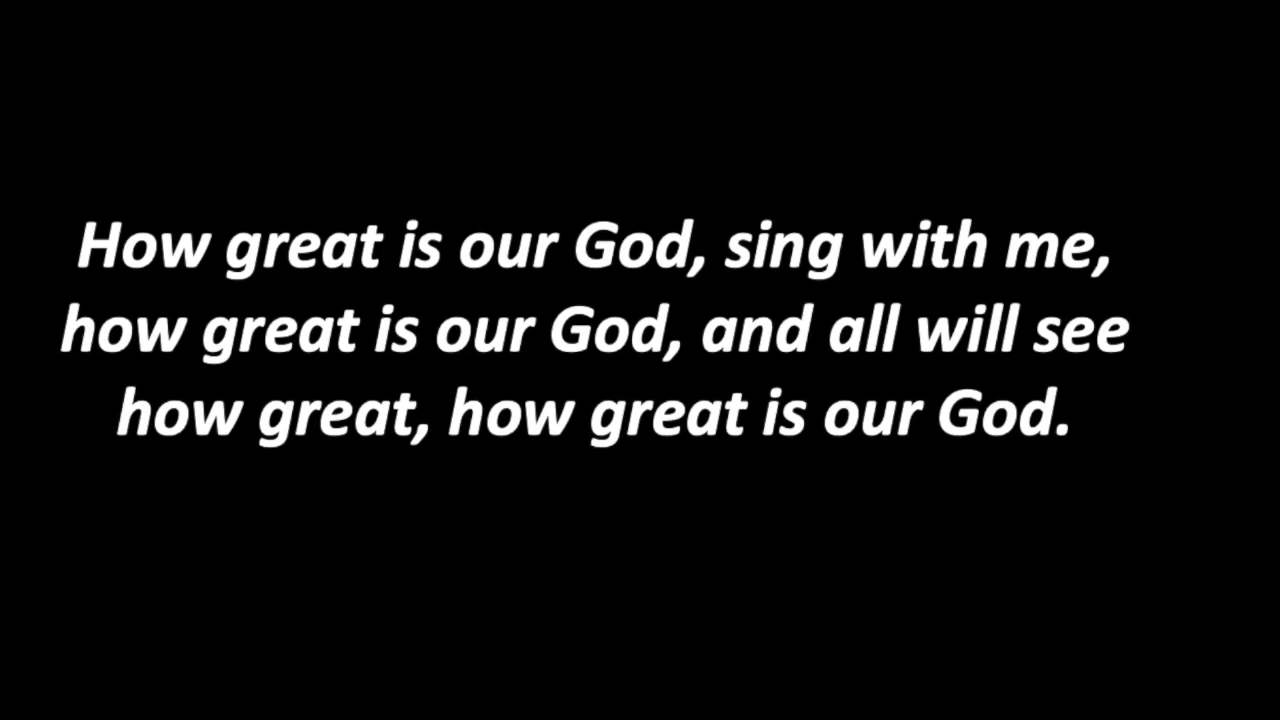 How great is our God, sing with me,
how great is our God, and all will see
how great, how great is our God.